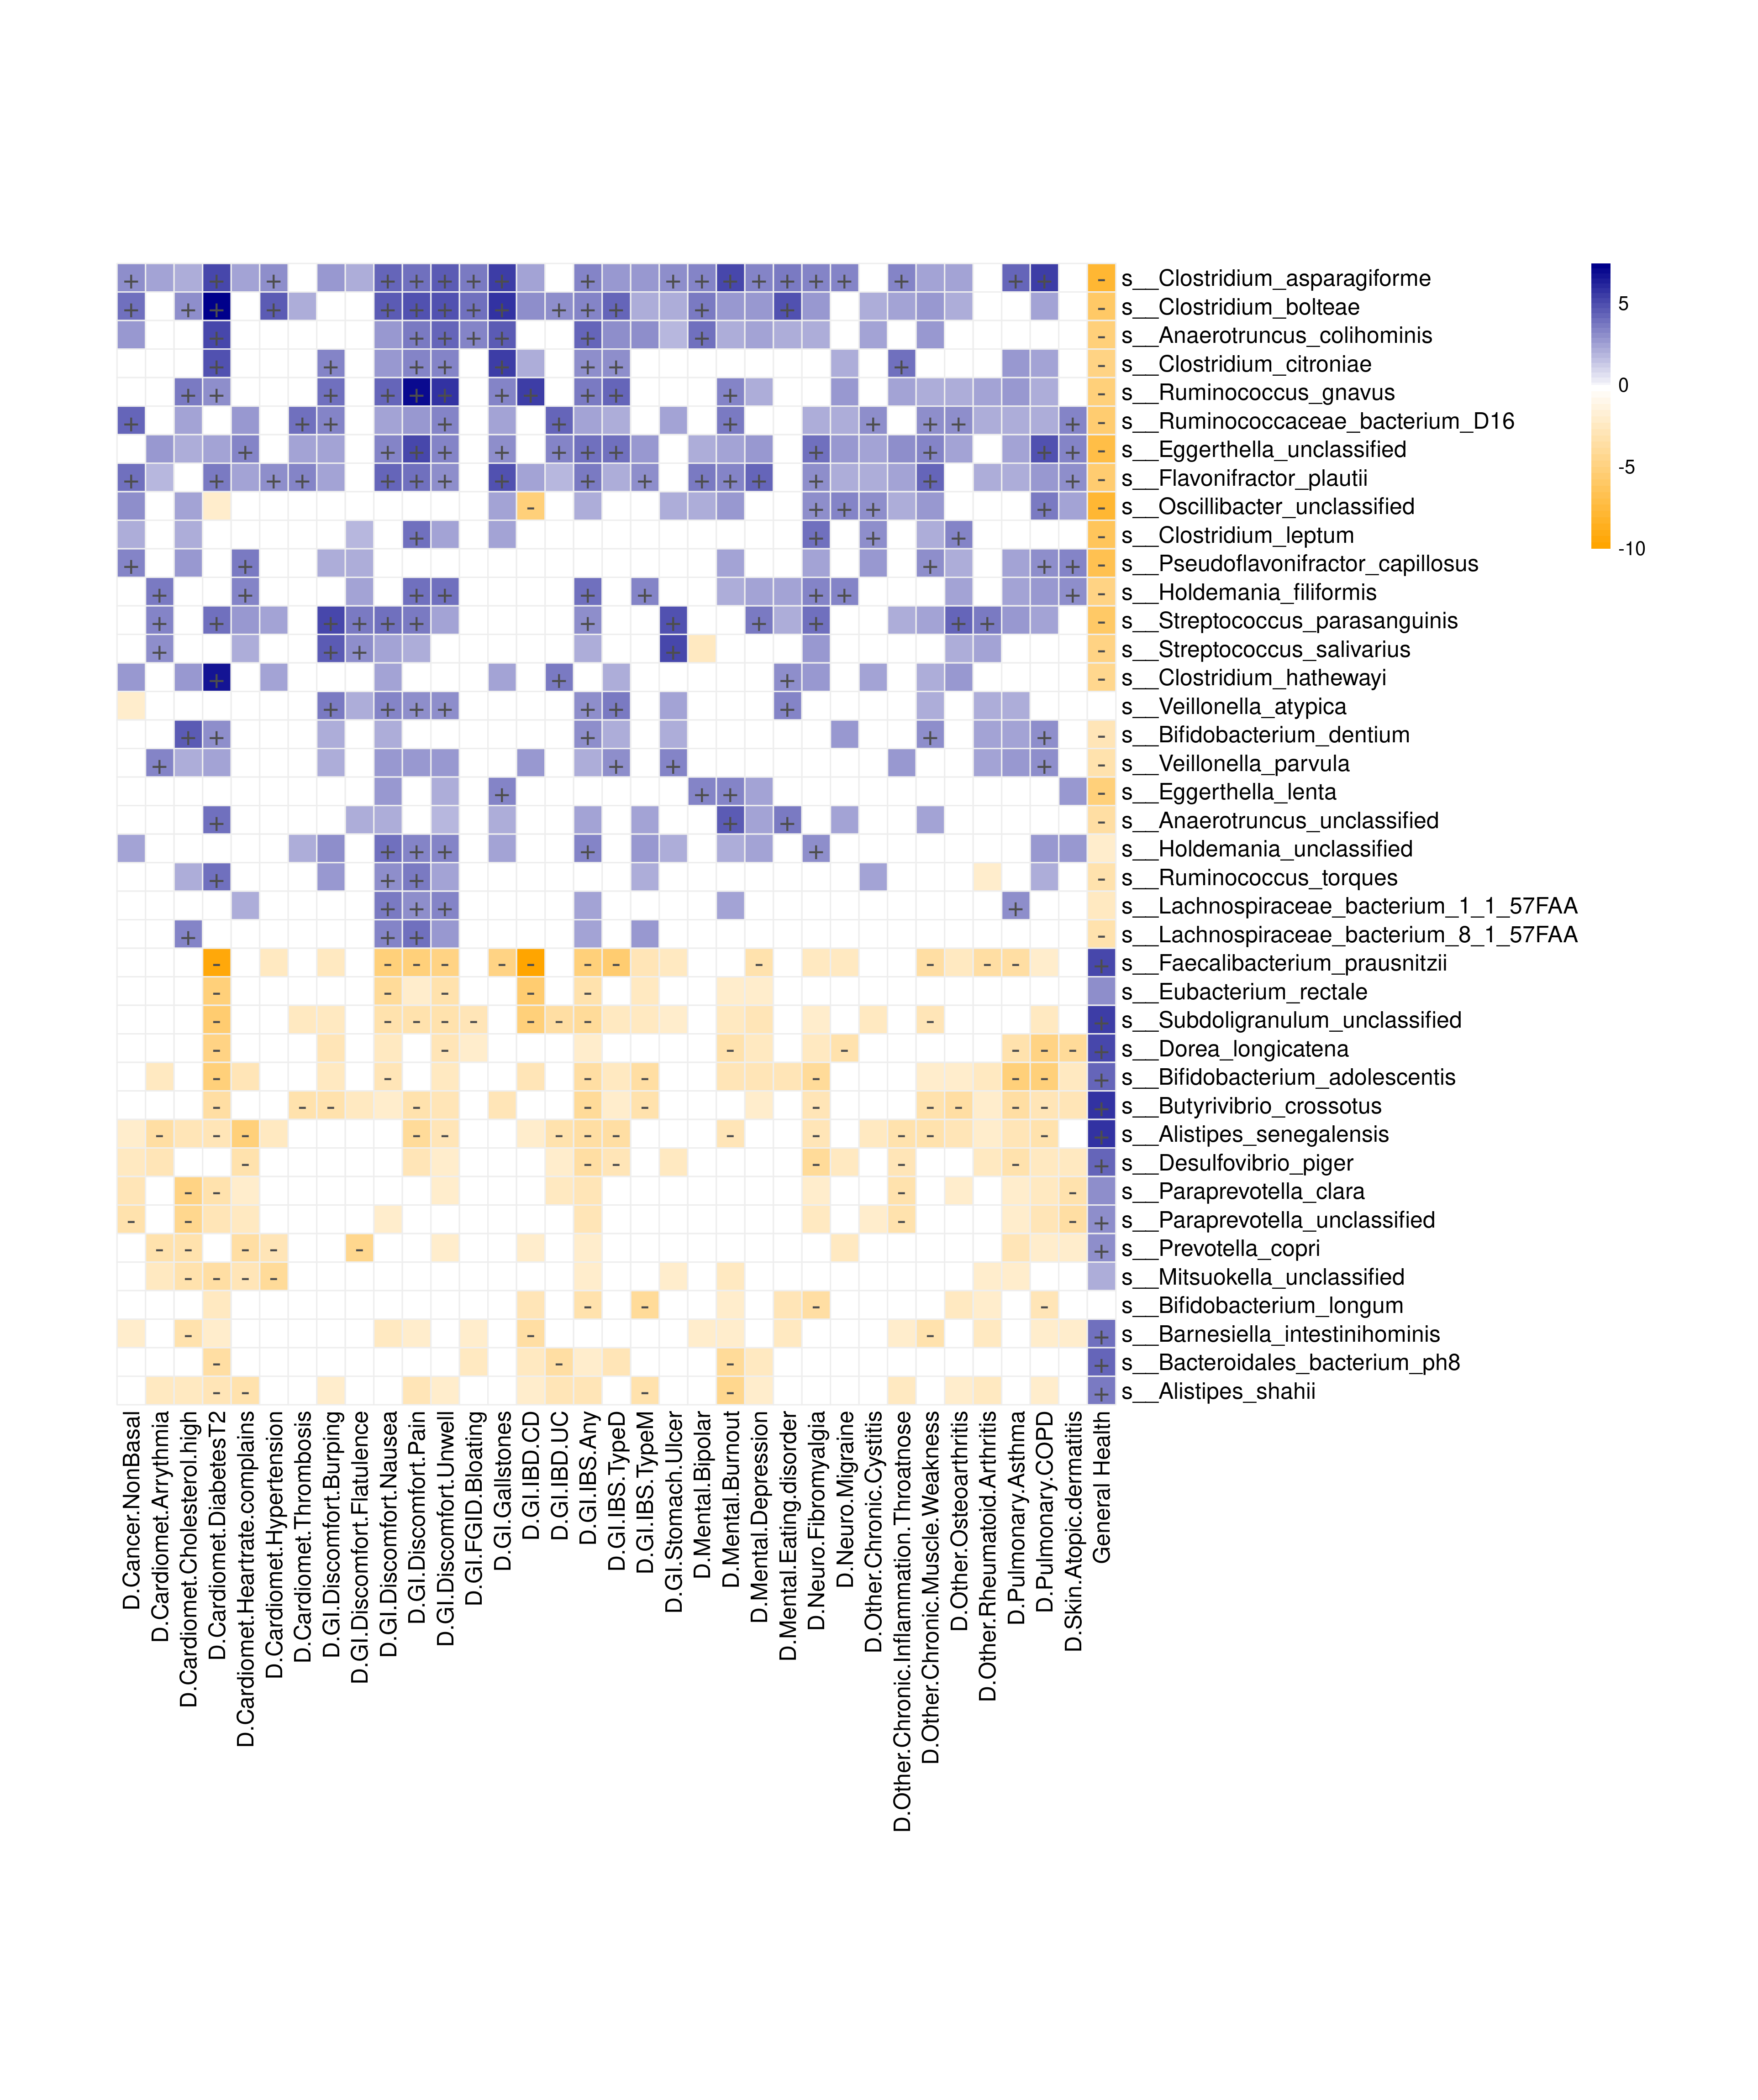 s__Clostridium_asparagiforme
s__Clostridium_bolteae
s__Anaerotruncus_colihominis
s__Clostridium_citroniae
s__Ruminococcus_gnavus
s__Ruminococcaceae_bacterium_D16
s__Eggerthella_unclassified
s__Flavonifractor_plautii
s__Oscillibacter_unclassified
s__Clostridium_leptum
s__Pseudoflavonifractor_capillosus
s__Holdemania_filiformis
s__Streptococcus_parasanguinis
s__Streptococcus_salivarius
s__Clostridium_hathewayi
s__Veillonella_atypica
s__Bifidobacterium_dentium
s__Veillonella_parvula
s__Eggerthella_lenta
s__Anaerotruncus_unclassified
s__Holdemania_unclassified
s__Ruminococcus_torques
s__Lachnospiraceae_bacterium_1_1_57FAA
s__Lachnospiraceae_bacterium_8_1_57FAA
s__Faecalibacterium_prausnitzii
s__Eubacterium_rectale
s__Subdoligranulum_unclassified
s__Dorea_longicatena
s__Bifidobacterium_adolescentis
s__Butyrivibrio_crossotus
s__Alistipes_senegalensis
s__Desulfovibrio_piger
s__Paraprevotella_clara
s__Paraprevotella_unclassified
s__Prevotella_copri
s__Mitsuokella_unclassified
s__Bifidobacterium_longum
s__Barnesiella_intestinihominis
s__Bacteroidales_bacterium_ph8
s__Alistipes_shahii
5
0
-5
-10
D.Cancer.NonBasal
D.Cardiomet.Arrythmia
D.Cardiomet.Cholesterol.high
D.Cardiomet.DiabetesT2
D.Cardiomet.Heartrate.complains
D.Cardiomet.Hypertension
D.Cardiomet.Thrombosis
D.GI.Discomfort.Burping
D.GI.Discomfort.Flatulence
D.GI.Discomfort.Nausea
D.GI.Discomfort.Pain
D.GI.Discomfort.Unwell
D.GI.FGID.Bloating
D.GI.Gallstones
D.GI.IBD.CD
D.GI.IBD.UC
D.GI.IBS.Any
D.GI.IBS.TypeD
D.GI.IBS.TypeM
D.GI.Stomach.Ulcer
D.Mental.Bipolar
D.Mental.Burnout
D.Mental.Depression
D.Mental.Eating.disorder
D.Neuro.Fibromyalgia
D.Neuro.Migraine
D.Other.Chronic.Cystitis
D.Other.Chronic.Inflammation.Throatnose
D.Other.Chronic.Muscle.Weakness
D.Other.Osteoarthritis
D.Other.Rheumatoid.Arthritis
D.Pulmonary.Asthma
D.Pulmonary.COPD
D.Skin.Atopic.dermatitis
General Health